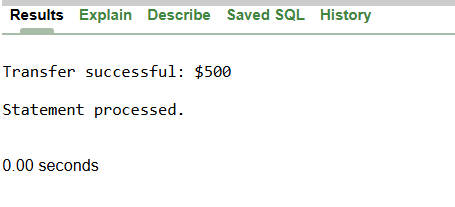 Results Explain Describe Saved SQL History
Transfer successful: $500
Statement processed.
0.00 seconds